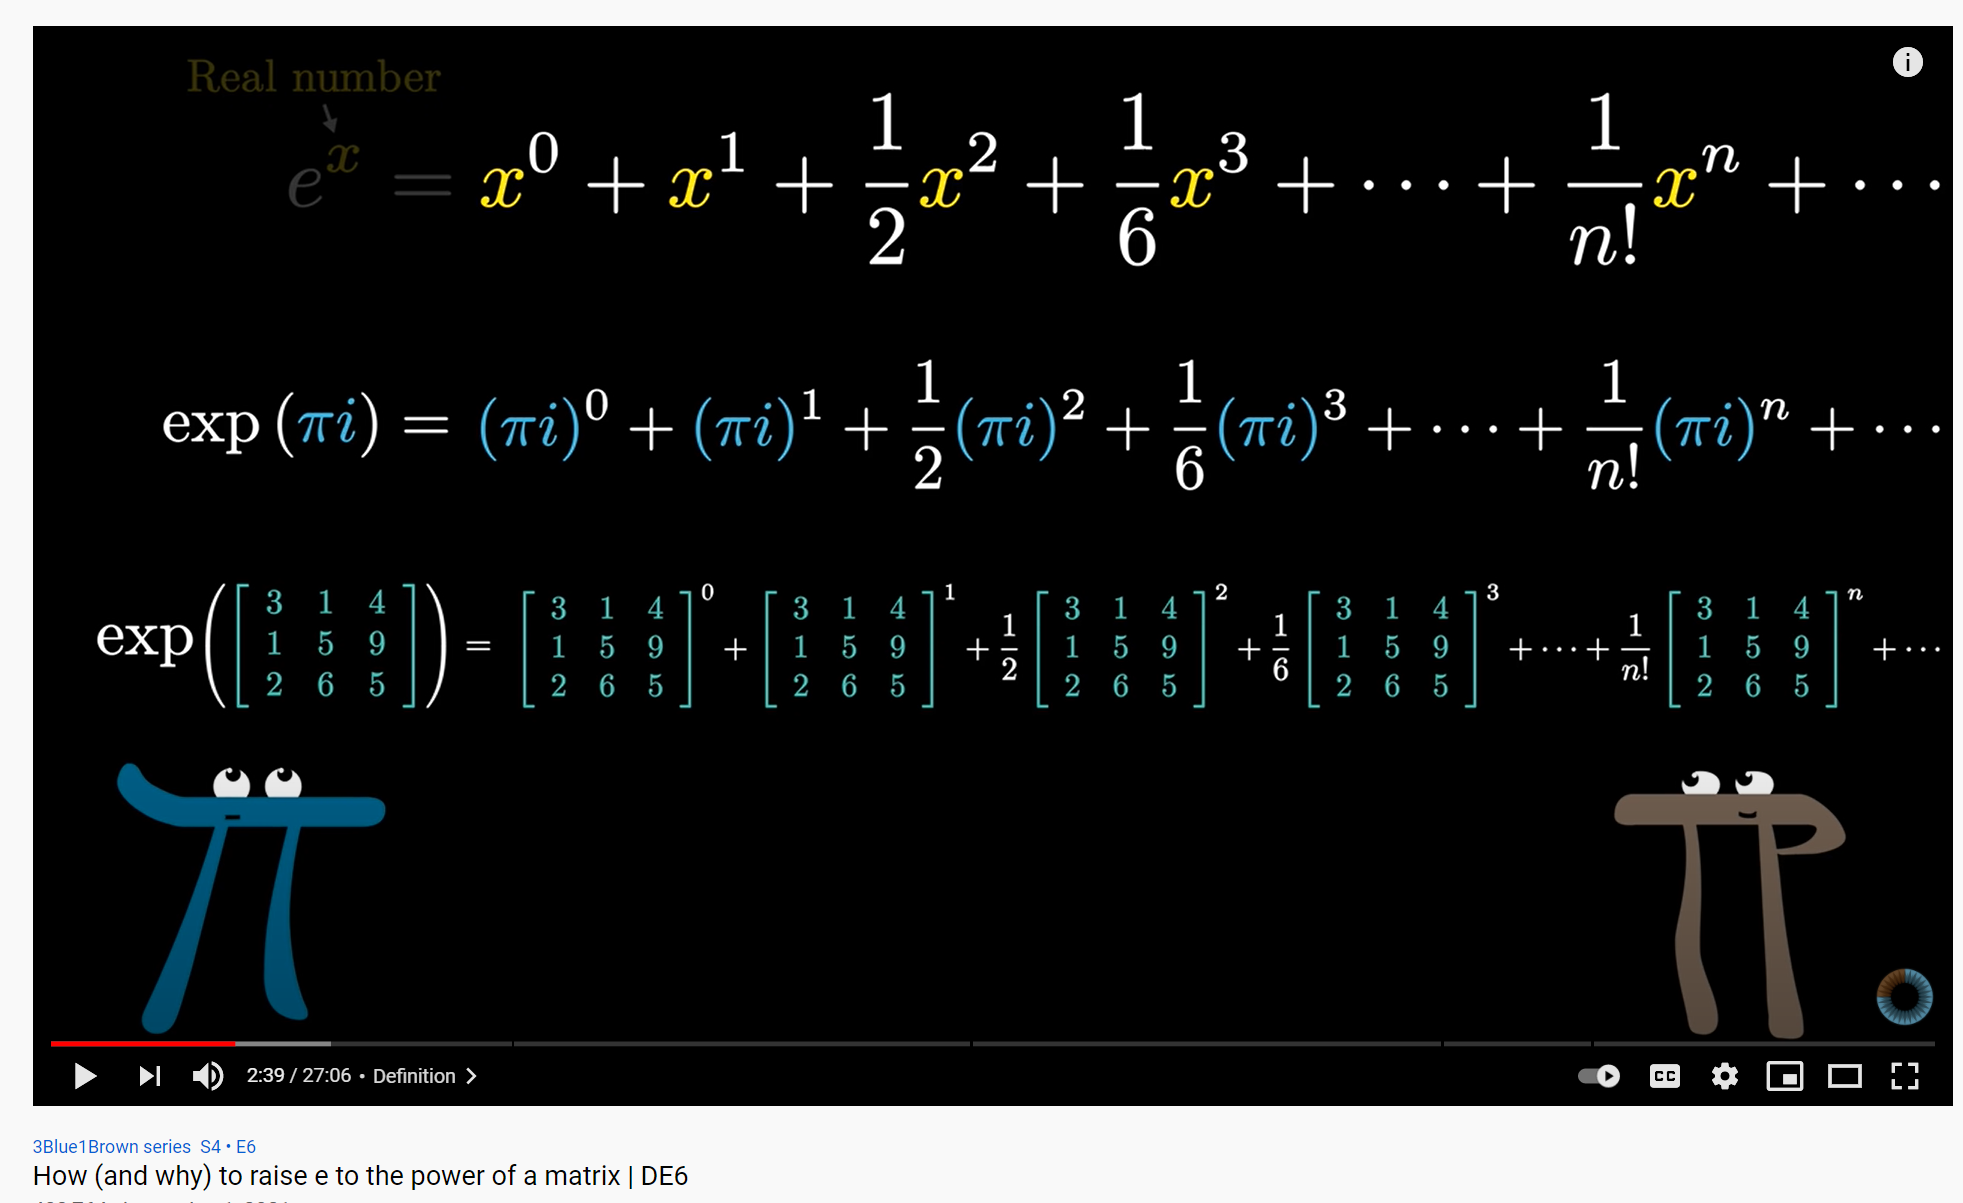 Real number
e^x = x^0 + x^1 + 1/2 x^2 + 1/6 x^3 + ··· + 1/n! x^n + ···
exp (πi) = (πi)^0 + (πi)^1 + 1/2 (πi)^2 + 1/6 (πi)^3 + ··· + 1/n! (πi)^n + ···
exp([3 1 4; 1 5 9; 2 6 5]) = [3 1 4; 1 5 9; 2 6 5]^0 + [3 1 4; 1 5 9; 2 6 5]^1 + 1/2 [3 1 4; 1 5 9; 2 6 5]^2 + 1/6 [3 1 4; 1 5 9; 2 6 5]^3 + ··· + 1/n! [3 1 4; 1 5 9; 2 6 5]^n + ···
2:39 / 27:06 • Definition
CC
3Blue1Brown series S4 • E6
How (and why) to raise e to the power of a matrix | DE6